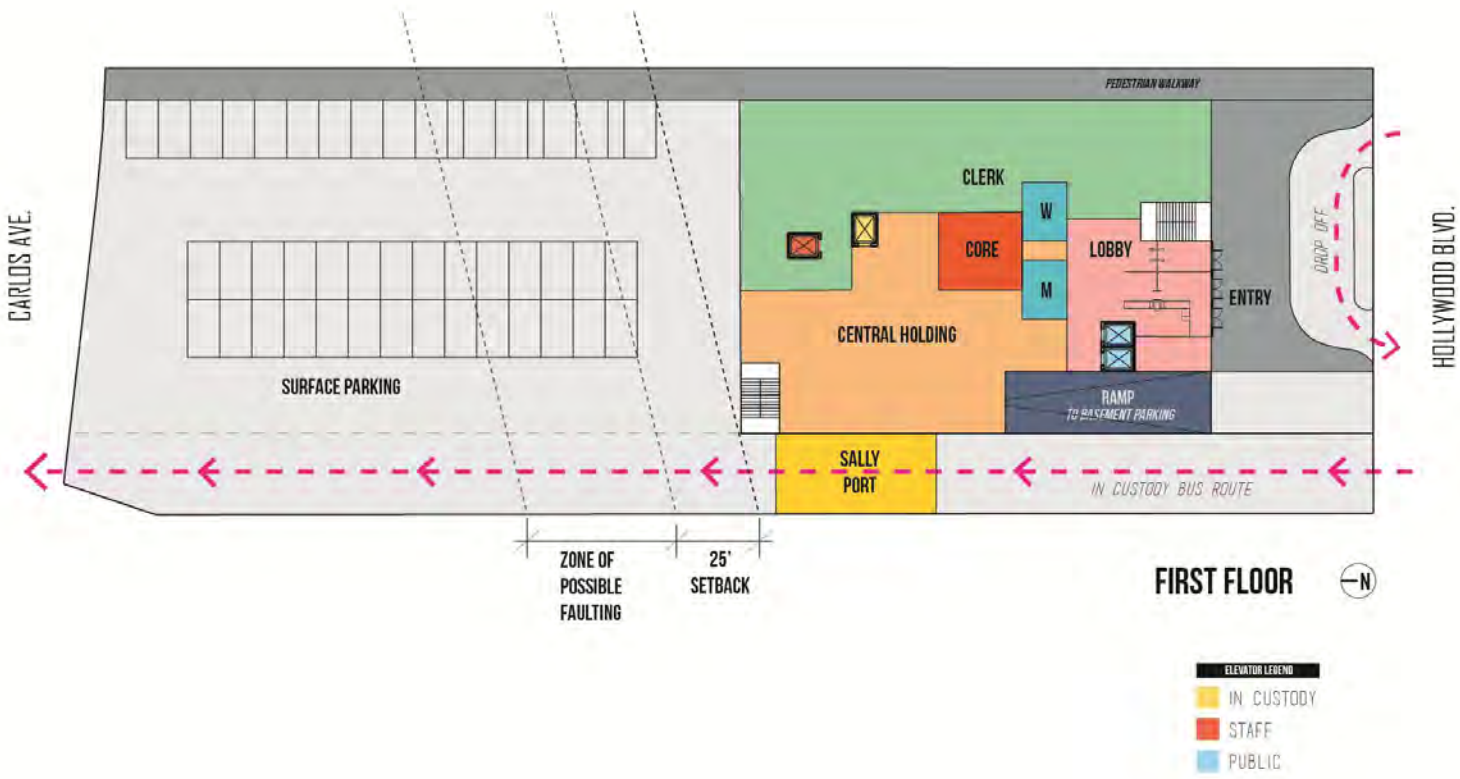 PEDESTRIAN WALKWAY
CLERK
W
CORE
LOBBY
M
ENTRY
DROP OFF
CARLOS AVE.
HOLLYWOOD BLVD.
CENTRAL HOLDING
SURFACE PARKING
RAMP
TO BASEMENT PARKING
SALLY
PORT
IN CUSTODY BUS ROUTE
ZONE OF
POSSIBLE
FAULTING
25'
SETBACK
FIRST FLOOR
N
ELEVATOR LEGEND
IN CUSTODY
STAFF
PUBLIC